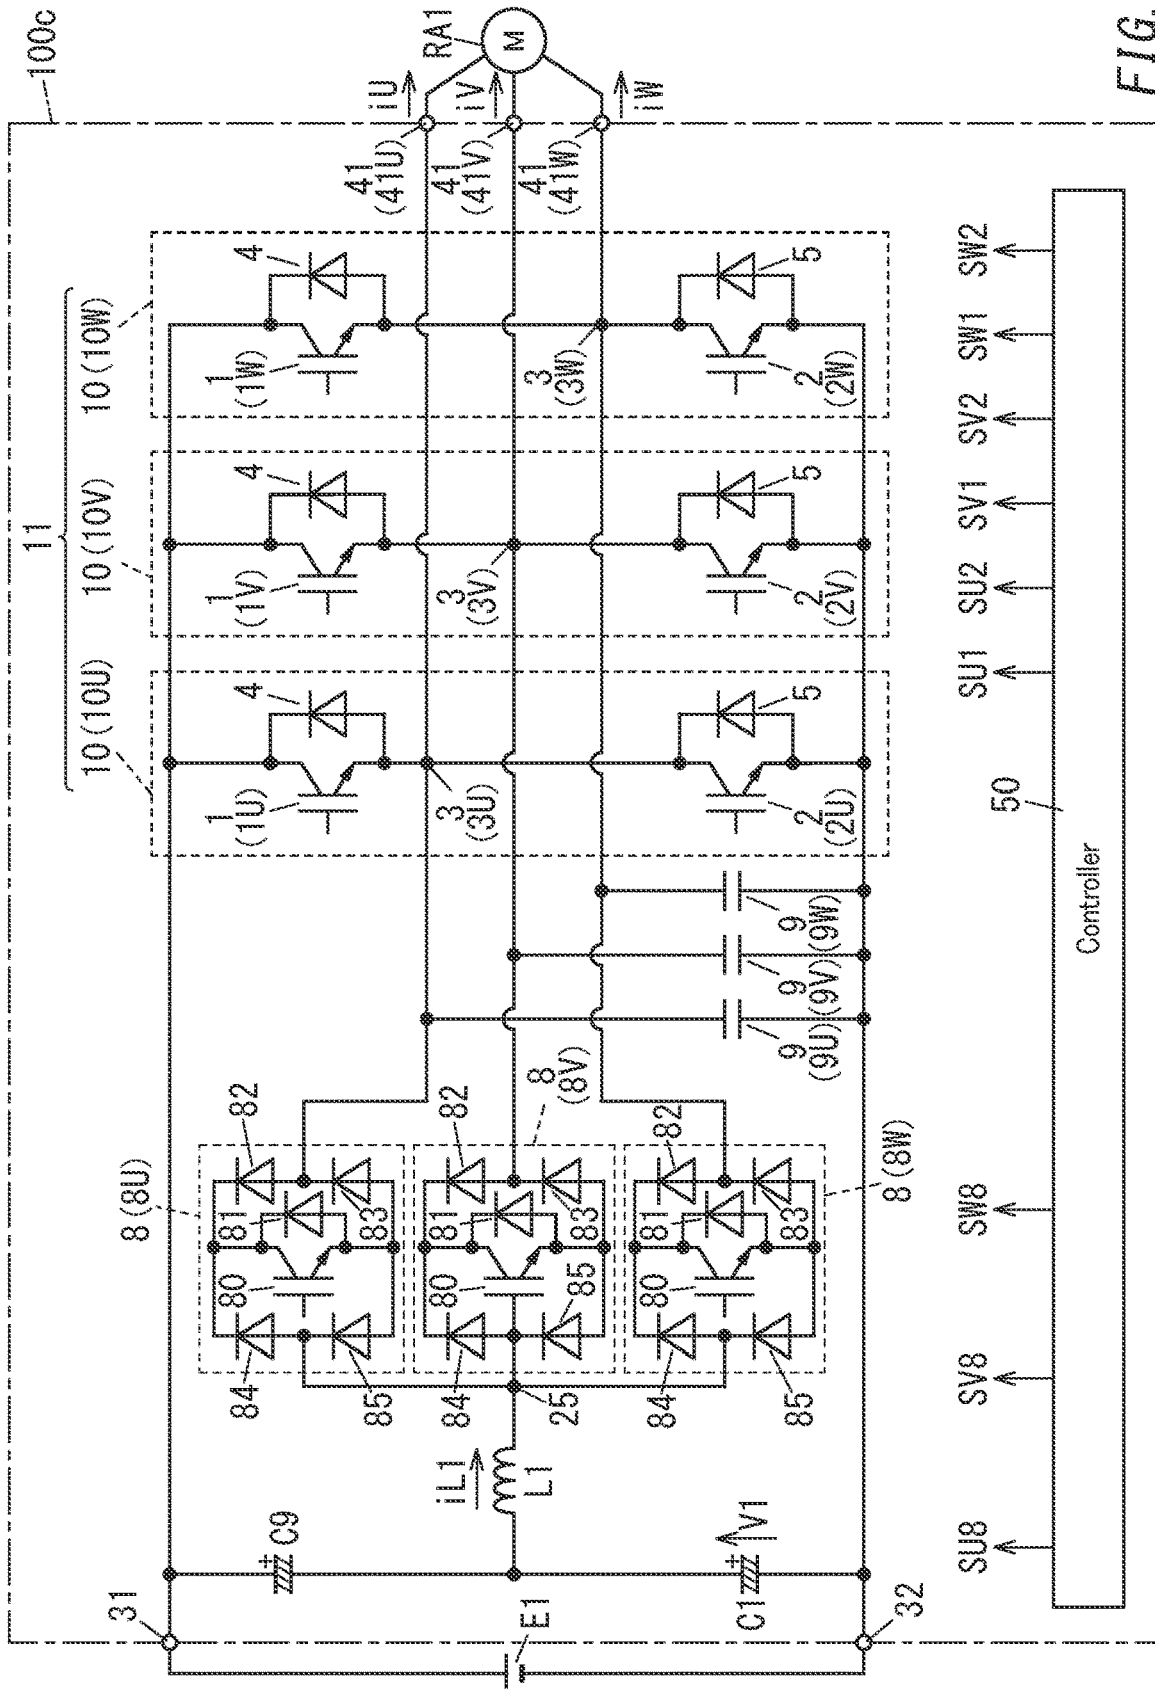 100c
11
10(10U)
10(10V)
10(10W)
31
C9
8(8U)
84
80
81
82
85
83
1
(1U)
4
1
(1V)
4
1
(1W)
4
41
(41U)
iU
RA1
M
iL1
L1
25
84
80
81
82
85
83
8
(8V)
3
(3U)
3
(3V)
3
(3W)
41
(41V)
iV
41
(41W)
iW
E1
C1
V1
84
80
81
82
85
83
8(8W)
9
(9U)
9
(9V)
9
(9W)
2
(2U)
5
2
(2V)
5
2
(2W)
5
32
SU8
SV8
SW8
SU1
SU2
SV1
SV2
SW1
SW2
50
Controller
FIG.